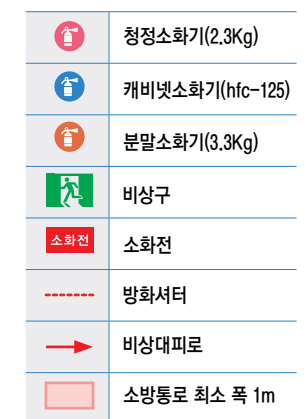 청정소화기(2.3Kg)
캐비넷소화기(hfc-125)
분말소화기(3.3Kg)
비상구
소화전 소화전
방화셔터
비상대피로
소방통로 최소 폭 1m